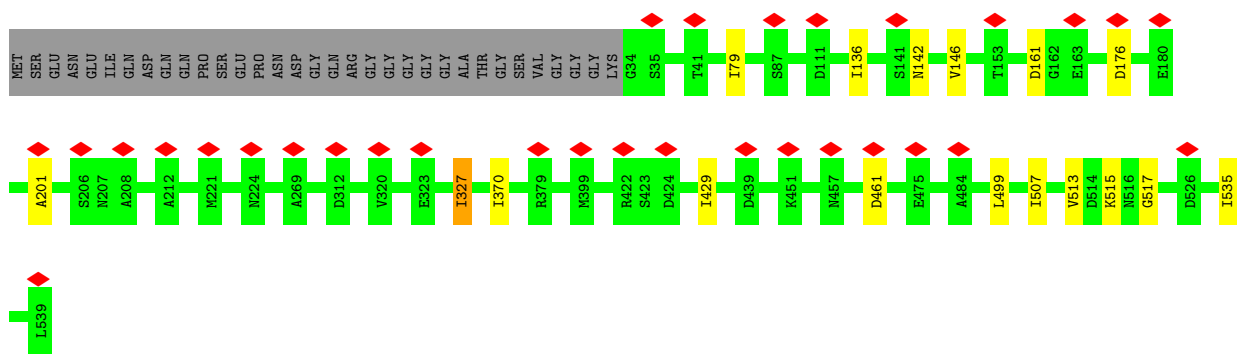 MET SER GLU ASN GLU ILE GLN ASP GLN GLN PRO SER GLU PRO ASN ASP GLY GLN ARG GLY GLY GLY GLY GLY ALA THR GLY SER VAL GLY GLY GLY LYS G34 S35 T41 I79 S87 D111 I136 S141 N142 V146 T153 D161 G162 E163 D176 E180
A201 S206 N207 A208 A212 M221 N224 A269 D312 V320 E323 I327 I370 R379 M399 R422 S423 D424 I429 D439 K451 N457 D461 E475 A484 L499 I507 V513 D514 K515 N516 G517 D526 I535
L539